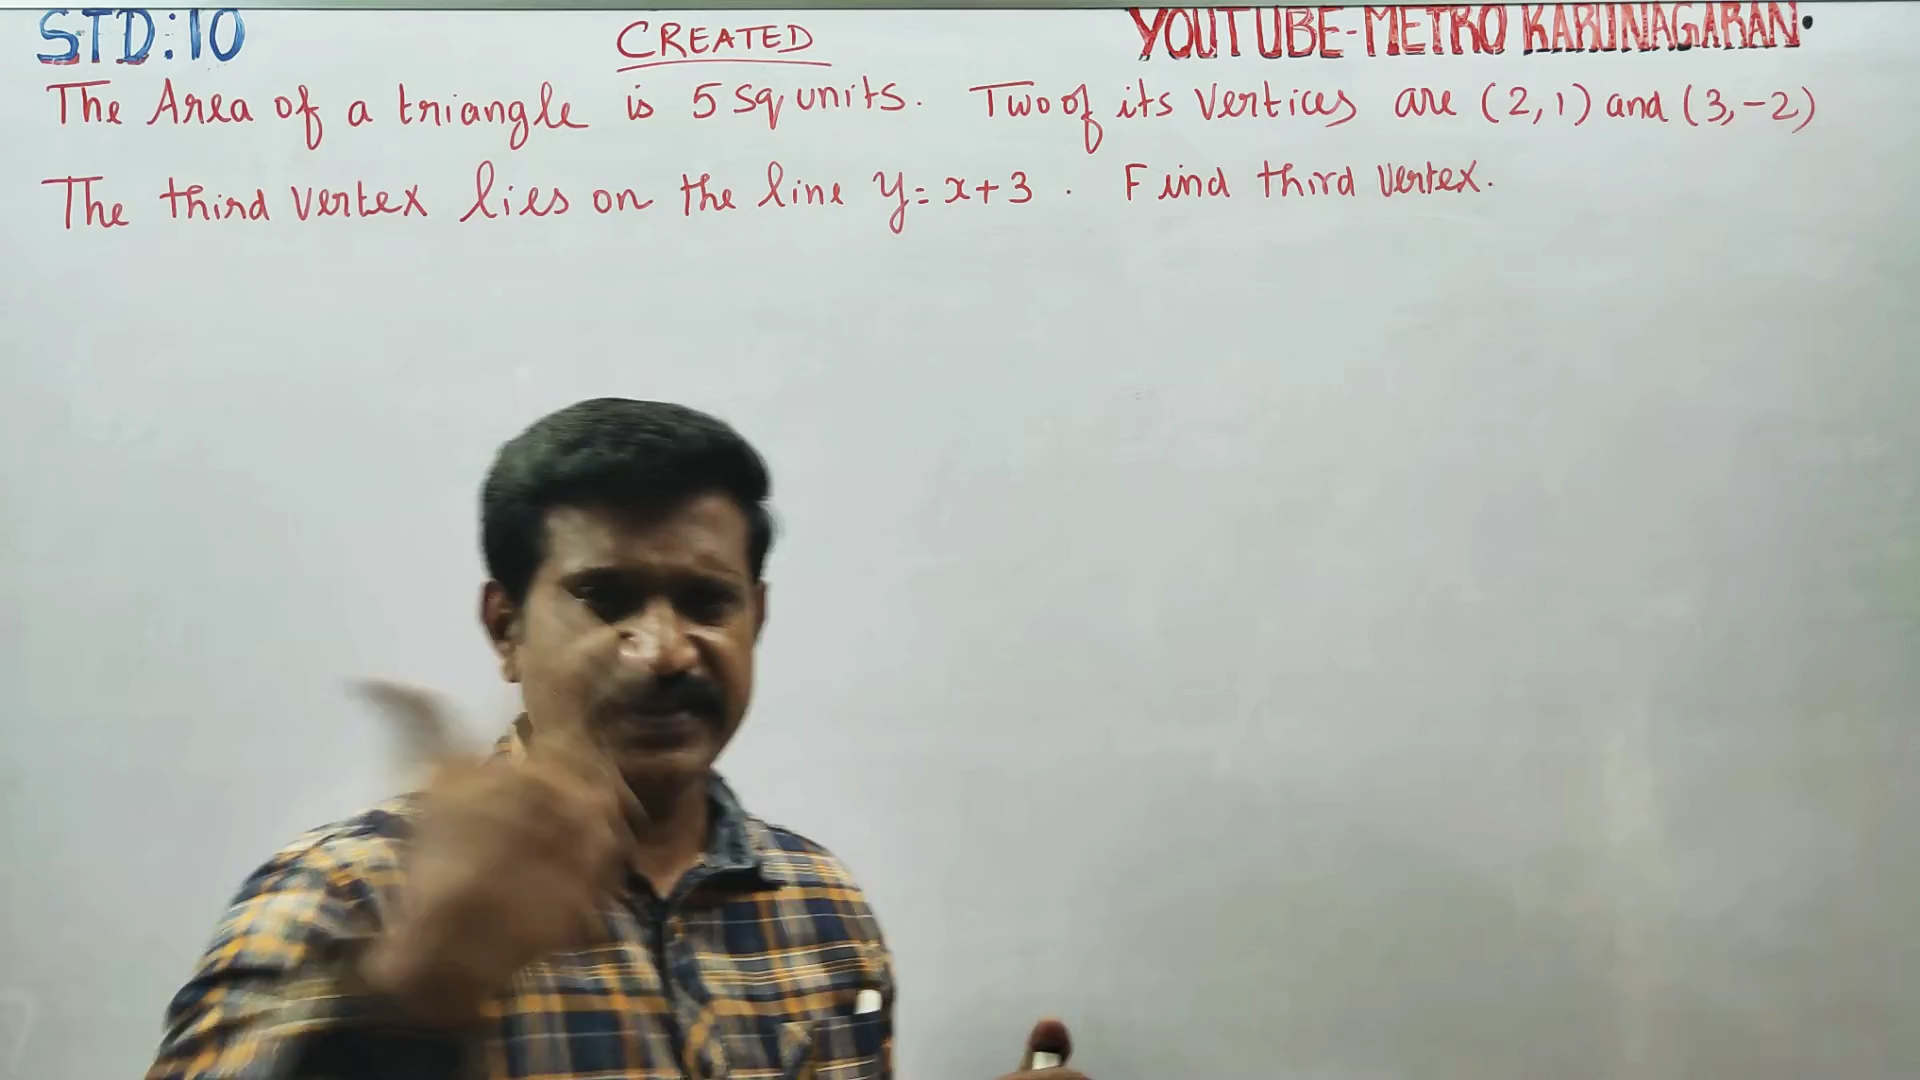 STD:10 CREATED YOUTUBE-METRO KARUNAGARAN.
The Area of a triangle is 5 sq units. Two of its vertices are (2,1) and (3,-2)
The third vertex lies on the line y=x+3. Find third vertex.